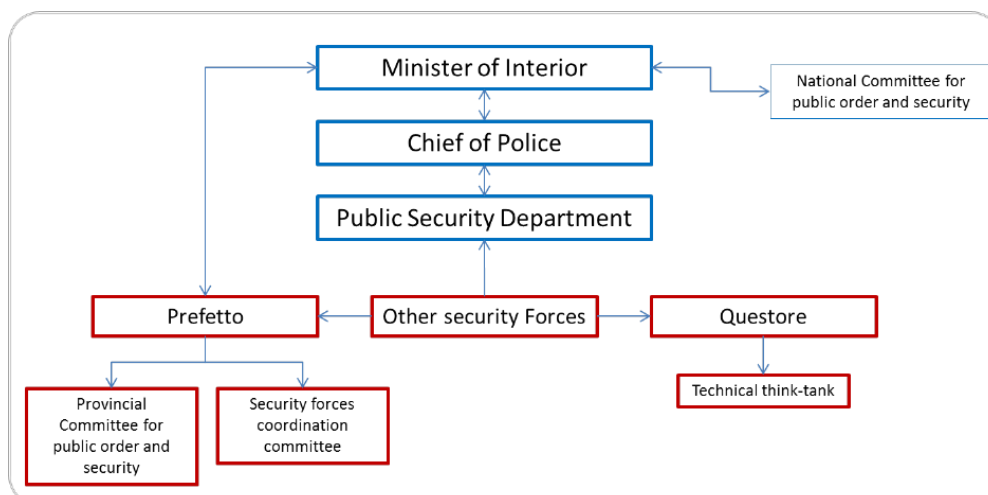 Minister of Interior
National Committee for
public order and security
Chief of Police
Public Security Department
Prefetto
Other security Forces
Questore
Provincial
Committee for
public order and
security
Security forces
coordination
committee
Technical think-tank